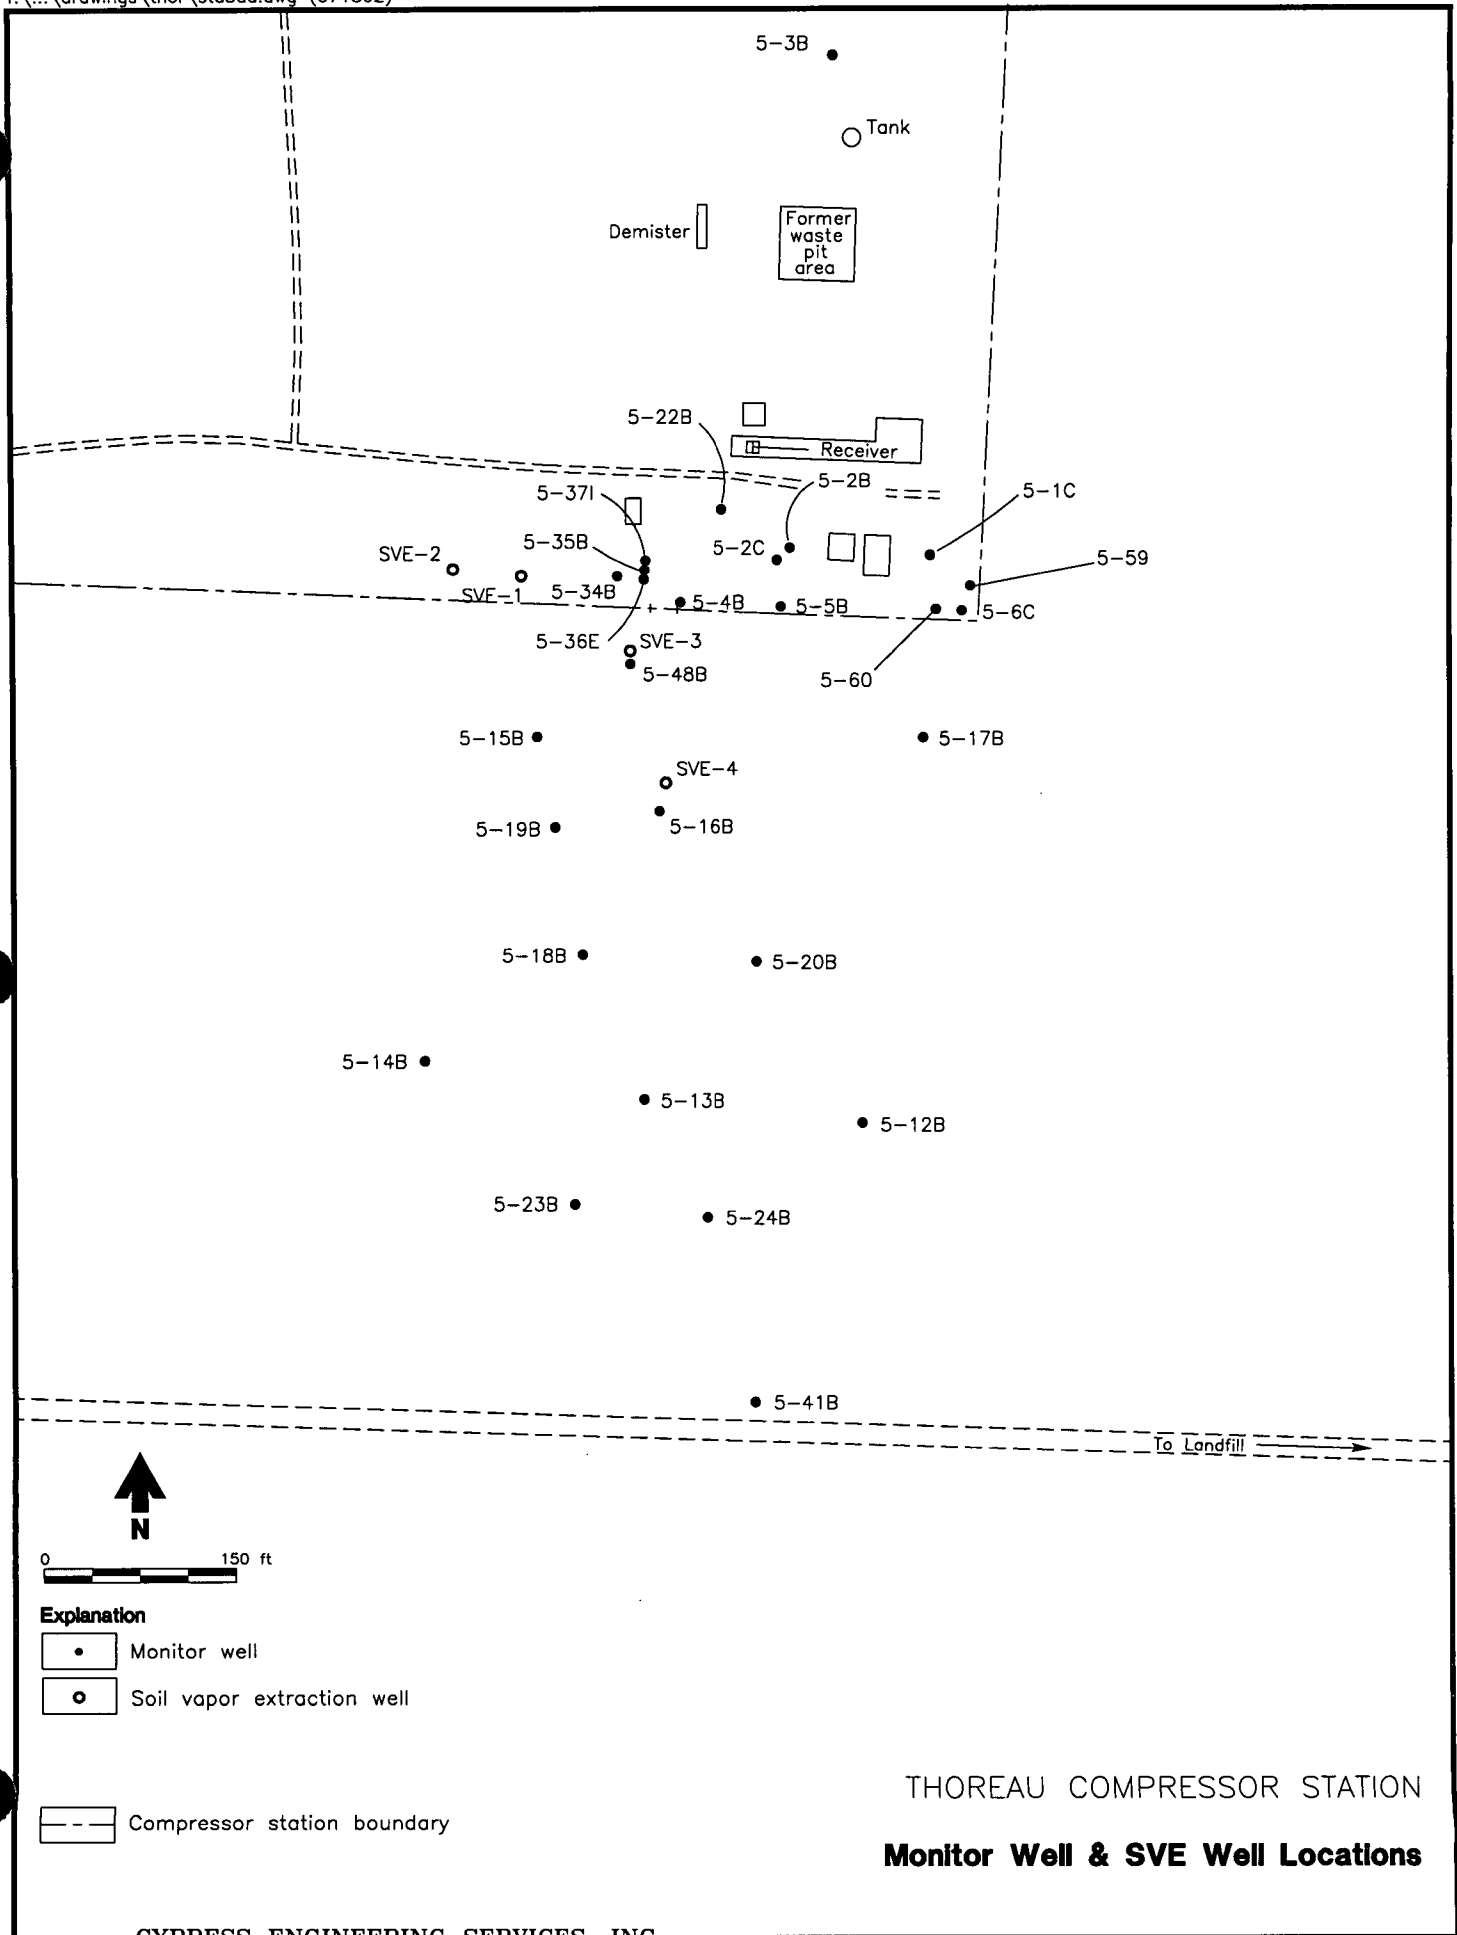 5-3B
Tank
Demister
Former
waste
pit
area
5-22B
Receiver
5-2B
5-37I
5-1C
5-35B
5-2C
SVE-2
5-59
SVE-1
5-34B
5-4B
5-5B
5-6C
5-36E
SVE-3
5-48B
5-60
5-15B
5-17B
SVE-4
5-19B
5-16B
5-18B
5-20B
5-14B
5-13B
5-12B
5-23B
5-24B
5-41B
To Landfill
N
0 150 ft
Explanation
Monitor well
Soil vapor extraction well
Compressor station boundary
THOREAU COMPRESSOR STATION
Monitor Well & SVE Well Locations
CYPRESS ENGINEERING SERVICES, INC.